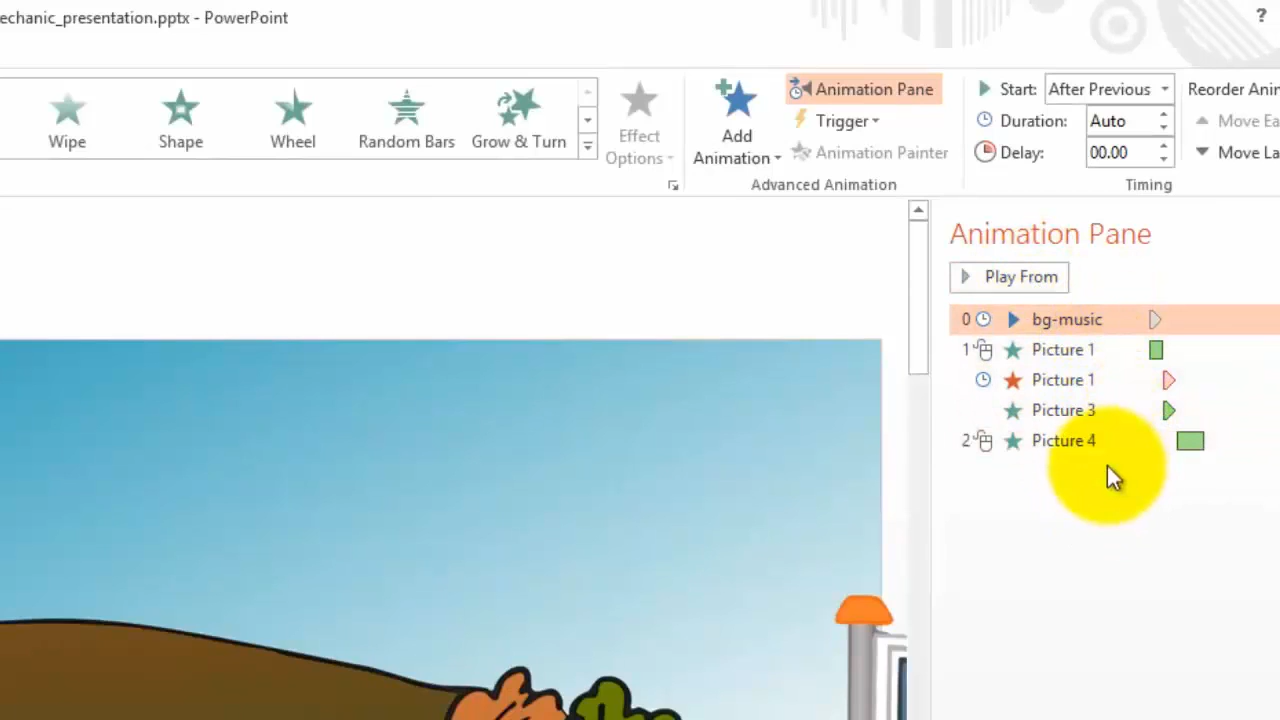 echanic_presentation.pptx - PowerPoint
?
Wipe
Shape
Wheel
Random Bars
Grow & Turn
Effect
Options
Add
Animation
Animation Pane
Trigger
Animation Painter
Advanced Animation
Start: After Previous
Duration: Auto
Delay: 00.00
Timing
Reorder Anim
Move Ea
Move La
Animation Pane
Play From
0 bg-music
1 Picture 1
Picture 1
Picture 3
2 Picture 4